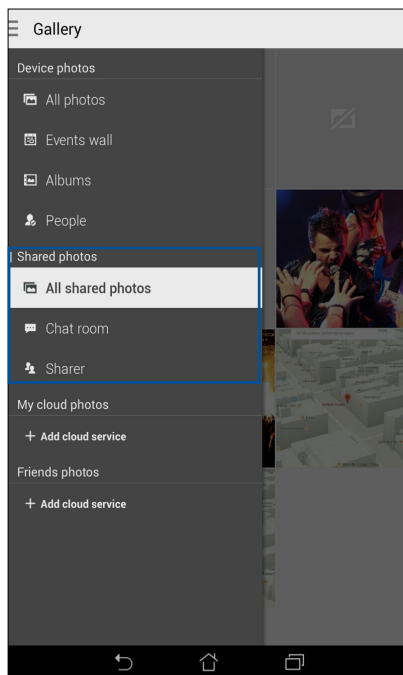 Gallery
Device photos
All photos
Events wall
Albums
People
Shared photos
All shared photos
Chat room
Sharer
My cloud photos
+ Add cloud service
Friends photos
+ Add cloud service